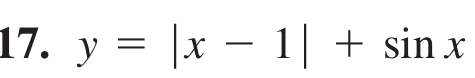 17. y = |x − 1| + sin x